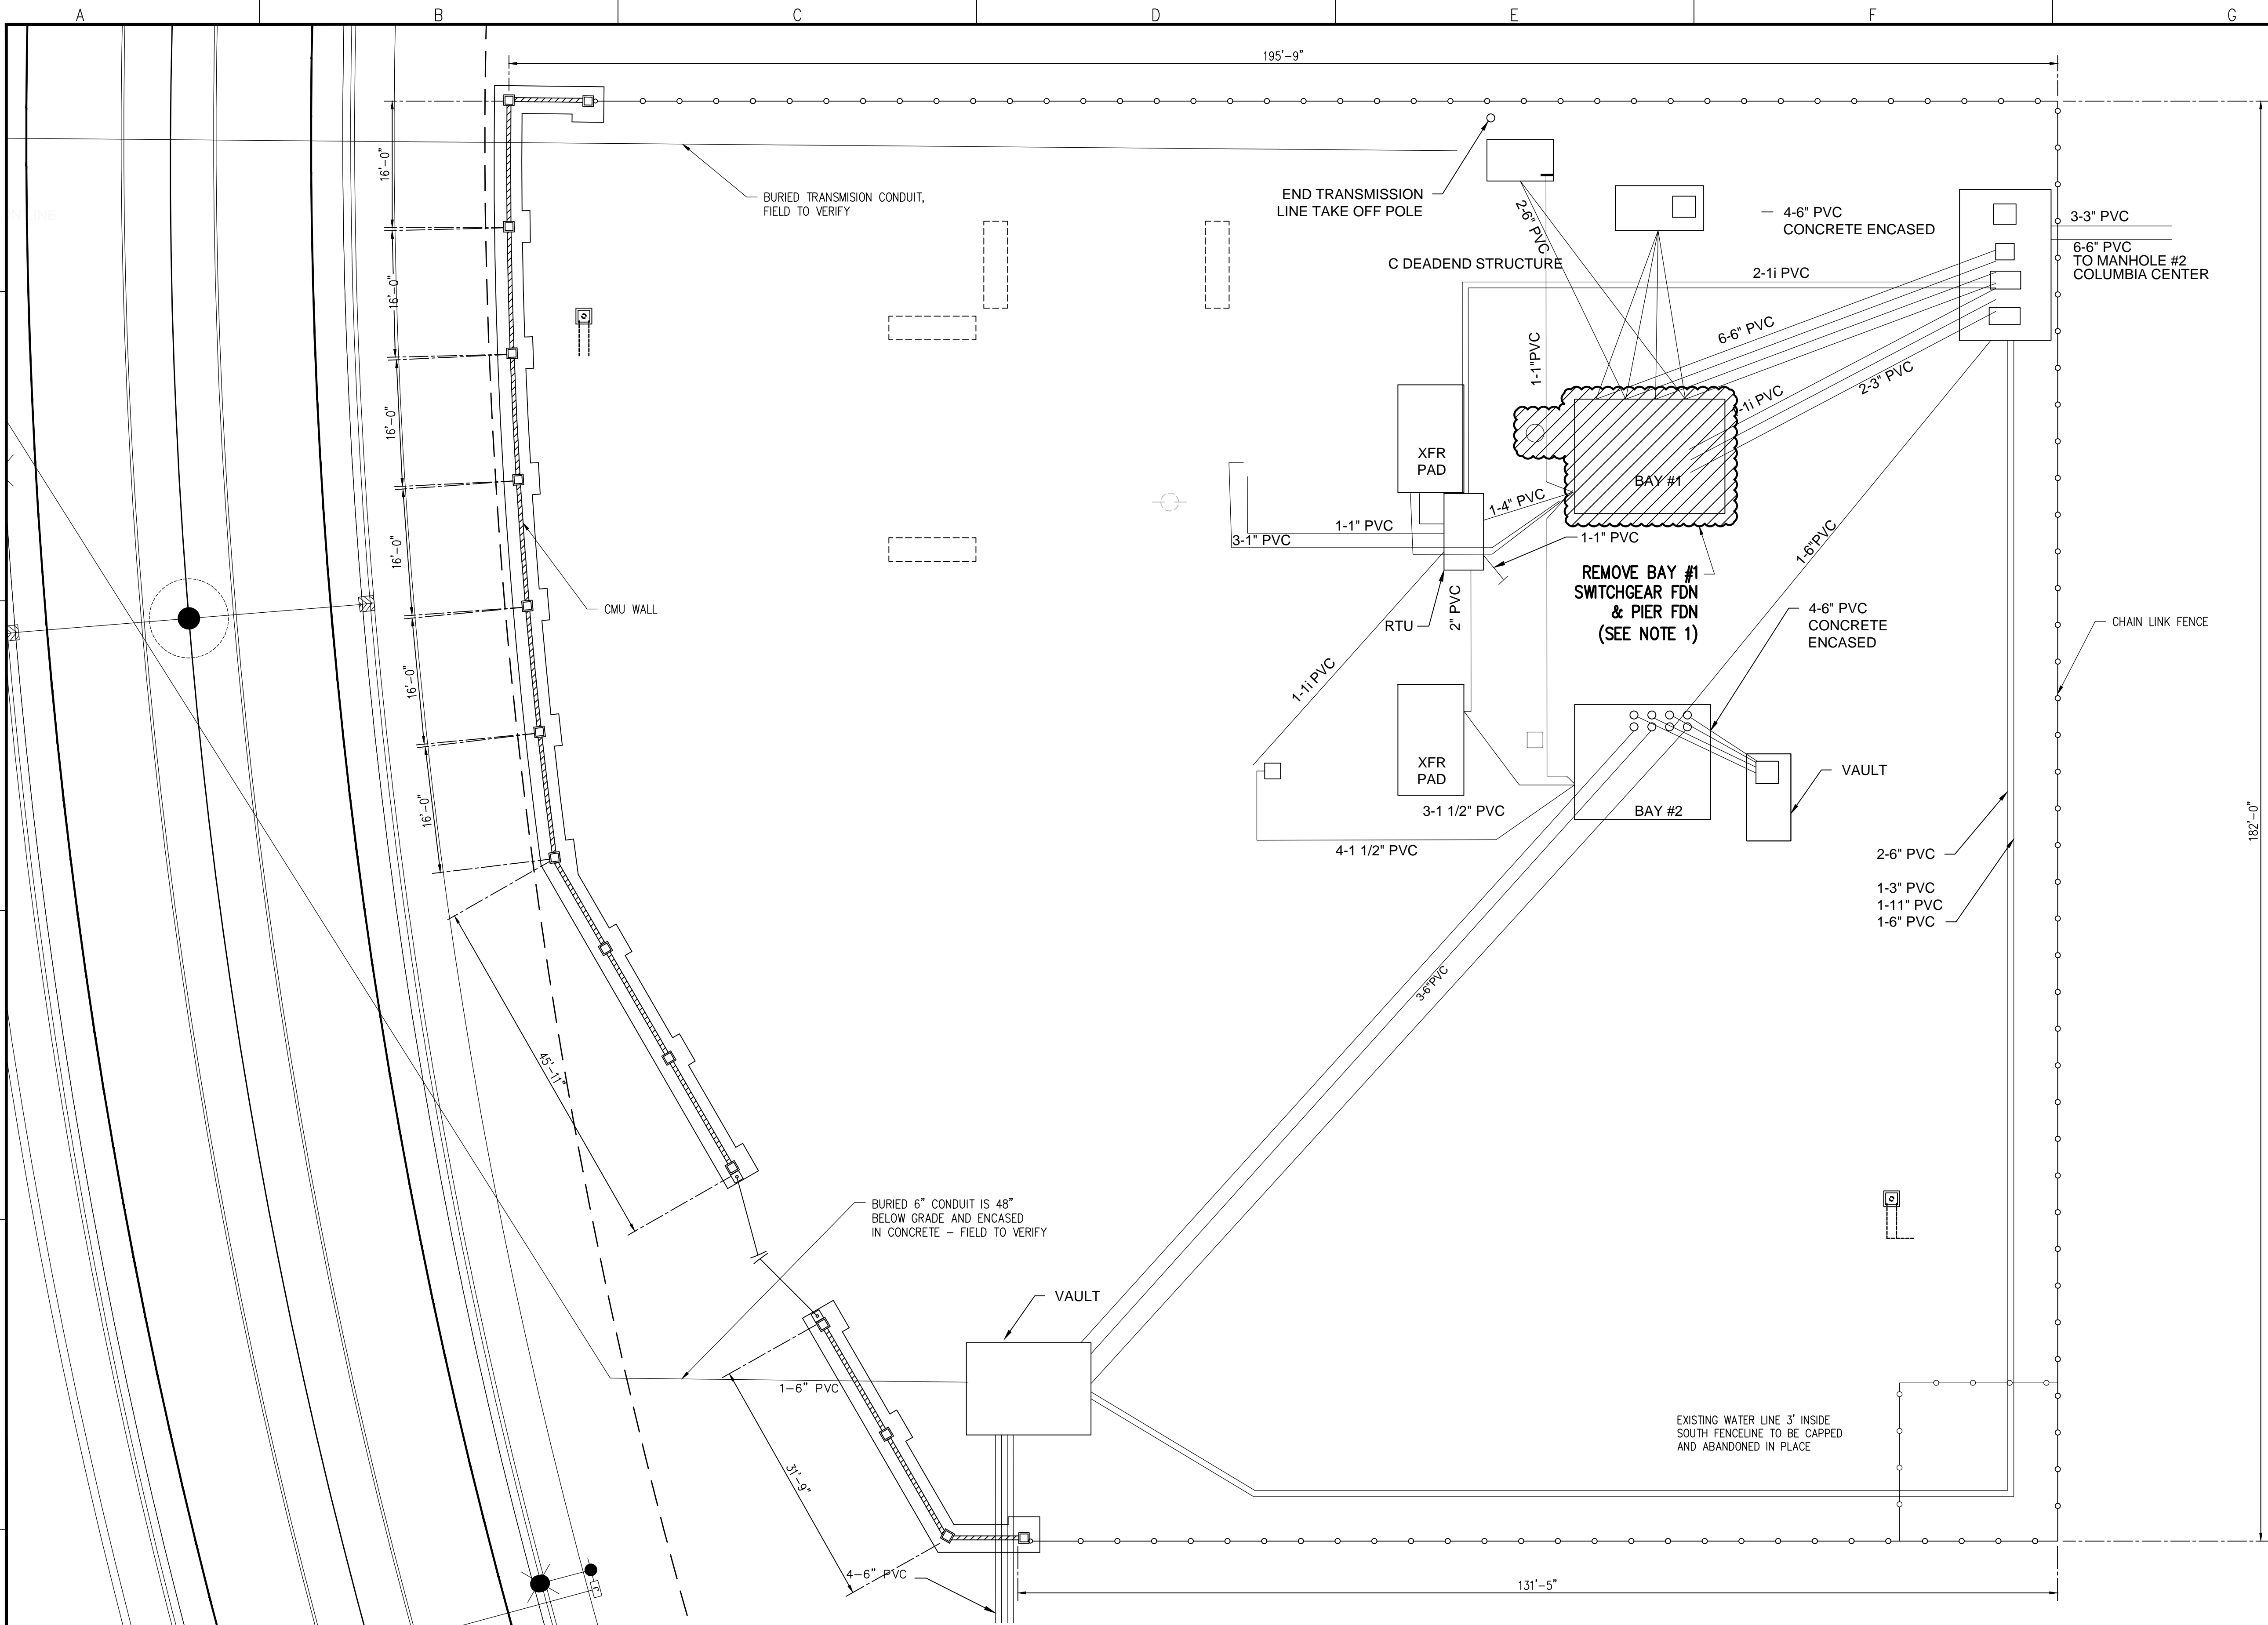 A
B
C
D
E
F
G
195'-9"
16'-0"
16'-0"
16'-0"
16'-0"
16'-0"
16'-0"
BURIED TRANSMISION CONDUIT,
FIELD TO VERIFY
END TRANSMISSION
LINE TAKE OFF POLE
2-6" PVC
4-6" PVC
CONCRETE ENCASED
3-3" PVC
6-6" PVC
TO MANHOLE #2
COLUMBIA CENTER
C DEADEND STRUCTURE
2-1i PVC
6-6" PVC
1-1"PVC
-1i PVC
2-3" PVC
XFR
PAD
BAY #1
1-4" PVC
1-1" PVC
3-1" PVC
1-1" PVC
1-6"PVC
REMOVE BAY #1
SWITCHGEAR FDN
& PIER FDN
(SEE NOTE 1)
CMU WALL
RTU
2" PVC
4-6" PVC
CONCRETE
ENCASED
CHAIN LINK FENCE
1-1i PVC
XFR
PAD
VAULT
3-1 1/2" PVC
BAY #2
4-1 1/2" PVC
182'-0"
2-6" PVC
1-3" PVC
1-11" PVC
1-6" PVC
45'-11"
3-6"PVC
BURIED 6" CONDUIT IS 48"
BELOW GRADE AND ENCASED
IN CONCRETE – FIELD TO VERIFY
VAULT
1-6" PVC
EXISTING WATER LINE 3' INSIDE
SOUTH FENCELINE TO BE CAPPED
AND ABANDONED IN PLACE
31'-9"
4-6" PVC
131'-5"